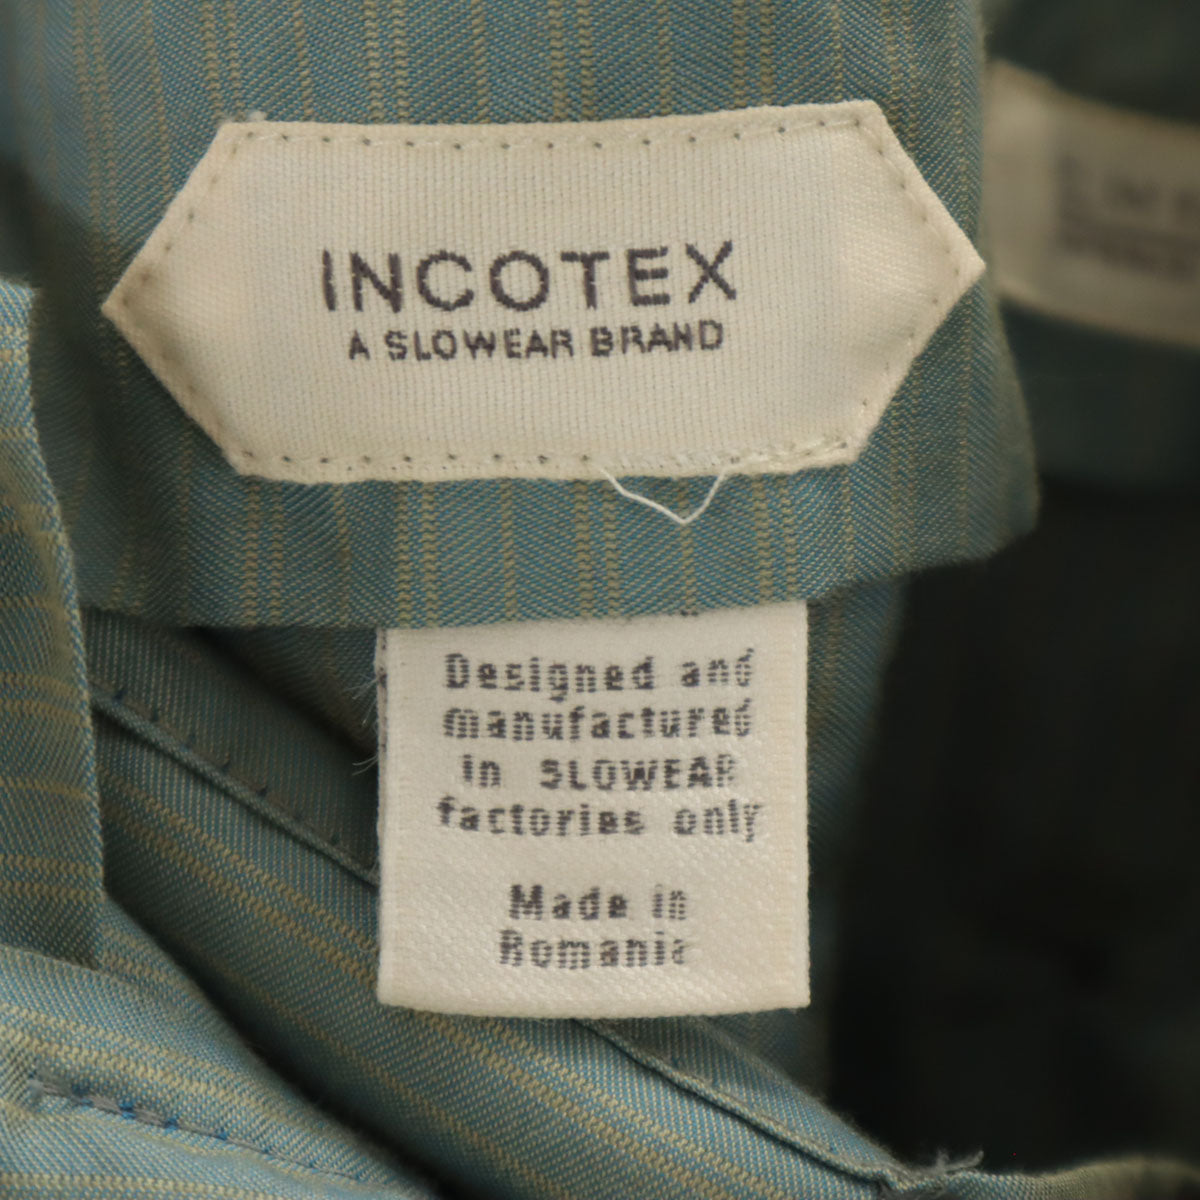 INCOTEX
A SLOWEAR BRAND
Designed and
manufactured
in SLOWEAR
factories only
Made in
Romania